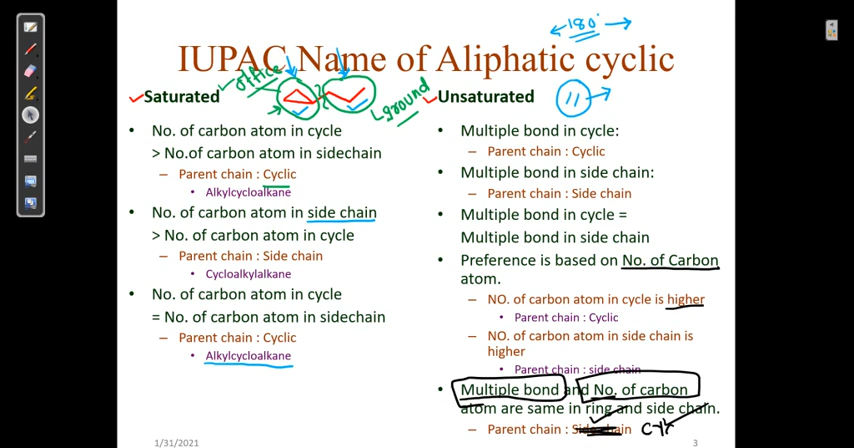 180°
IUPAC Name of Aliphatic cyclic
office
ground
Saturated
• No. of carbon atom in cycle
> No.of carbon atom in sidechain
– Parent chain : Cyclic
• Alkylcycloalkane
• No. of carbon atom in side chain
> No. of carbon atom in cycle
– Parent chain : Side chain
• Cycloalkylalkane
• No. of carbon atom in cycle
= No. of carbon atom in sidechain
– Parent chain : Cyclic
• Alkylcycloalkane
Unsaturated
• Multiple bond in cycle:
– Parent chain : Cyclic
• Multiple bond in side chain:
– Parent chain : Side chain
• Multiple bond in cycle =
Multiple bond in side chain
• Preference is based on No. of Carbon
atom.
– NO. of carbon atom in cycle is higher
• Parent chain : Cyclic
– NO. of carbon atom in side chain is
higher
• Parent chain : side chain
• Multiple bond and No. of carbon
atom are same in ring and side chain.
– Parent chain : Side chain
1/31/2021
3